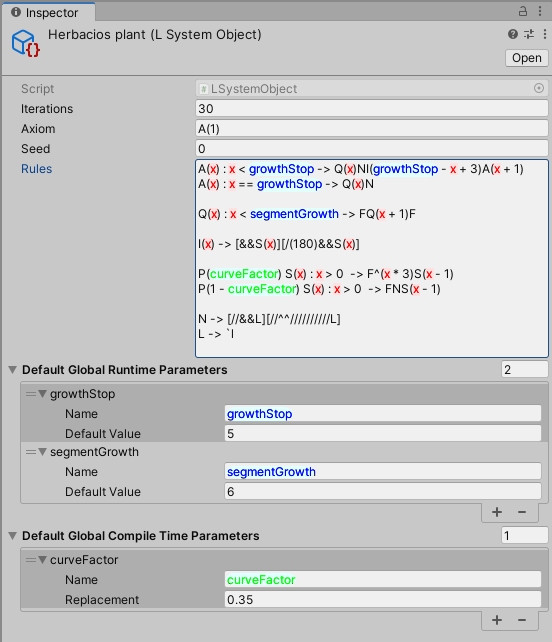 Inspector
Herbacios plant (L System Object)
Open
Script
LSystemObject
Iterations
30
Axiom
A(1)
Seed
0
Rules
A(x) : x < growthStop -> Q(x)NI(growthStop - x + 3)A(x + 1)
A(x) : x == growthStop -> Q(x)N
Q(x) : x < segmentGrowth -> FQ(x + 1)F
I(x) -> [&&S(x)][/(180)&&S(x)]
P(curveFactor) S(x) : x > 0  -> F^(x * 3)S(x - 1)
P(1 - curveFactor) S(x) : x > 0  -> FNS(x - 1)
N -> [//&&L][//^^//////////L]
L -> `l
Default Global Runtime Parameters
2
growthStop
Name
growthStop
Default Value
5
segmentGrowth
Name
segmentGrowth
Default Value
6
Default Global Compile Time Parameters
1
curveFactor
Name
curveFactor
Replacement
0.35